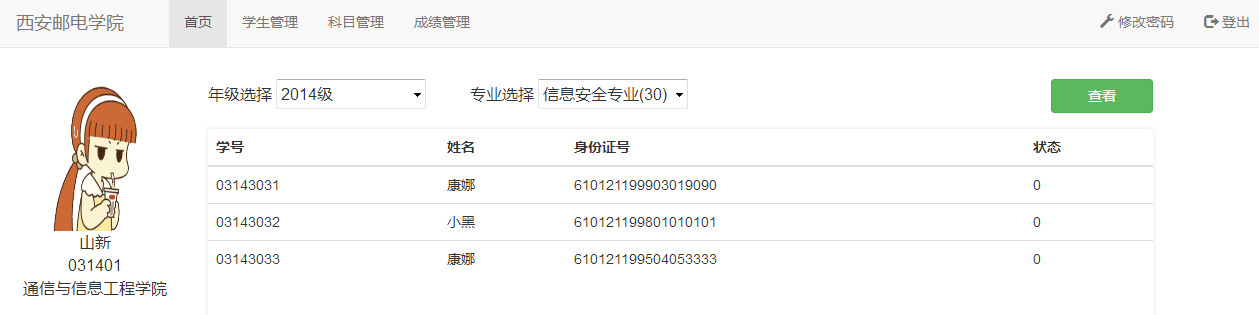 西安邮电学院 首页 学生管理 科目管理 成绩管理 修改密码 登出
年级选择 2014级 专业选择 信息安全专业(30) 查看
学号 姓名 身份证号 状态
03143031 康娜 610121199903019090 0
03143032 小黑 610121199801010101 0
03143033 康娜 610121199504053333 0
山新
031401
通信与信息工程学院